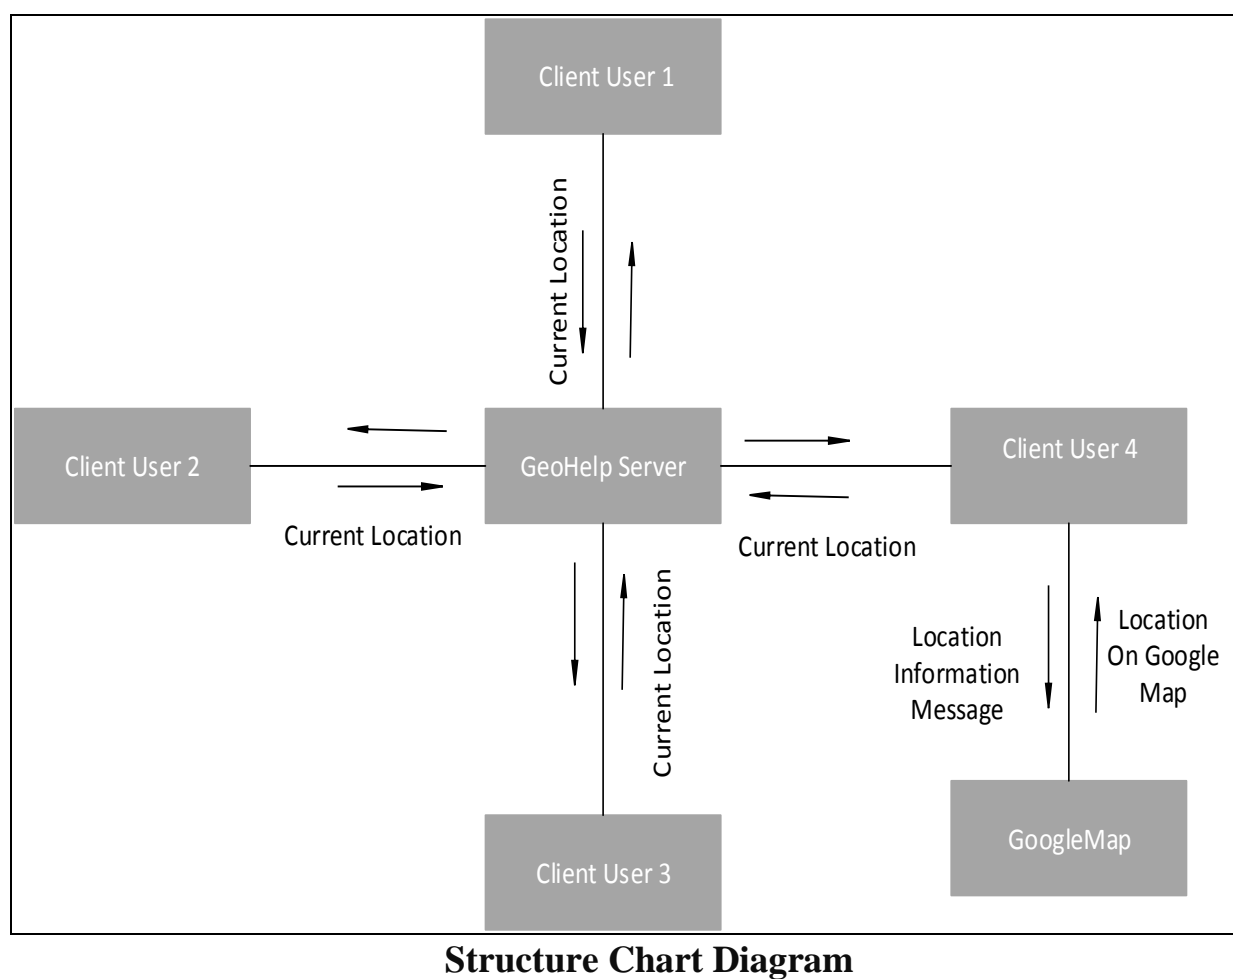 Client User 1
Current Location
Client User 2
GeoHelp Server
Client User 4
Current Location
Current Location
Current Location
Location
Information
Message
Location
On Google
Map
GoogleMap
Client User 3
Structure Chart Diagram